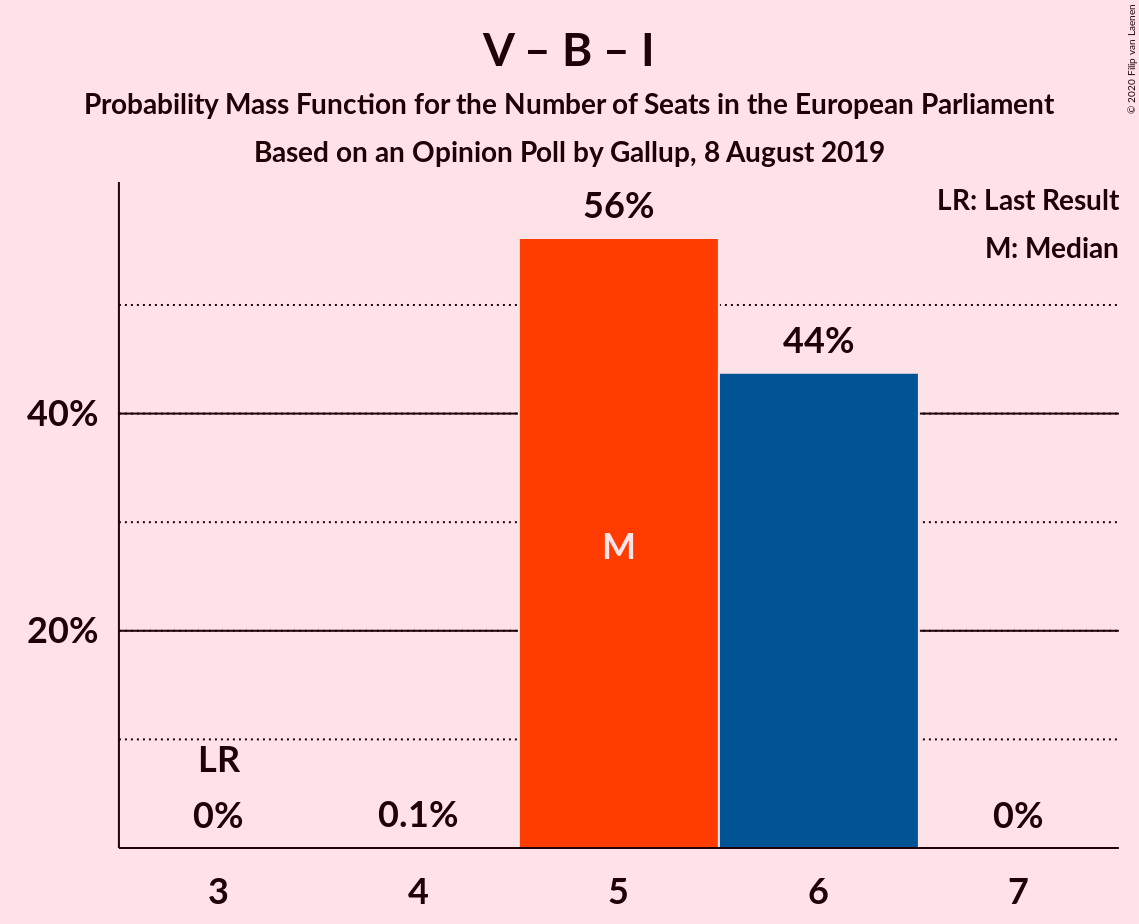 V – B – I
Probability Mass Function for the Number of Seats in the European Parliament
Based on an Opinion Poll by Gallup, 8 August 2019
© 2020 Filip van Laenen
LR: Last Result
M: Median
56%
44%
40%
M
20%
LR
0%
0.1%
0%
3
4
5
6
7